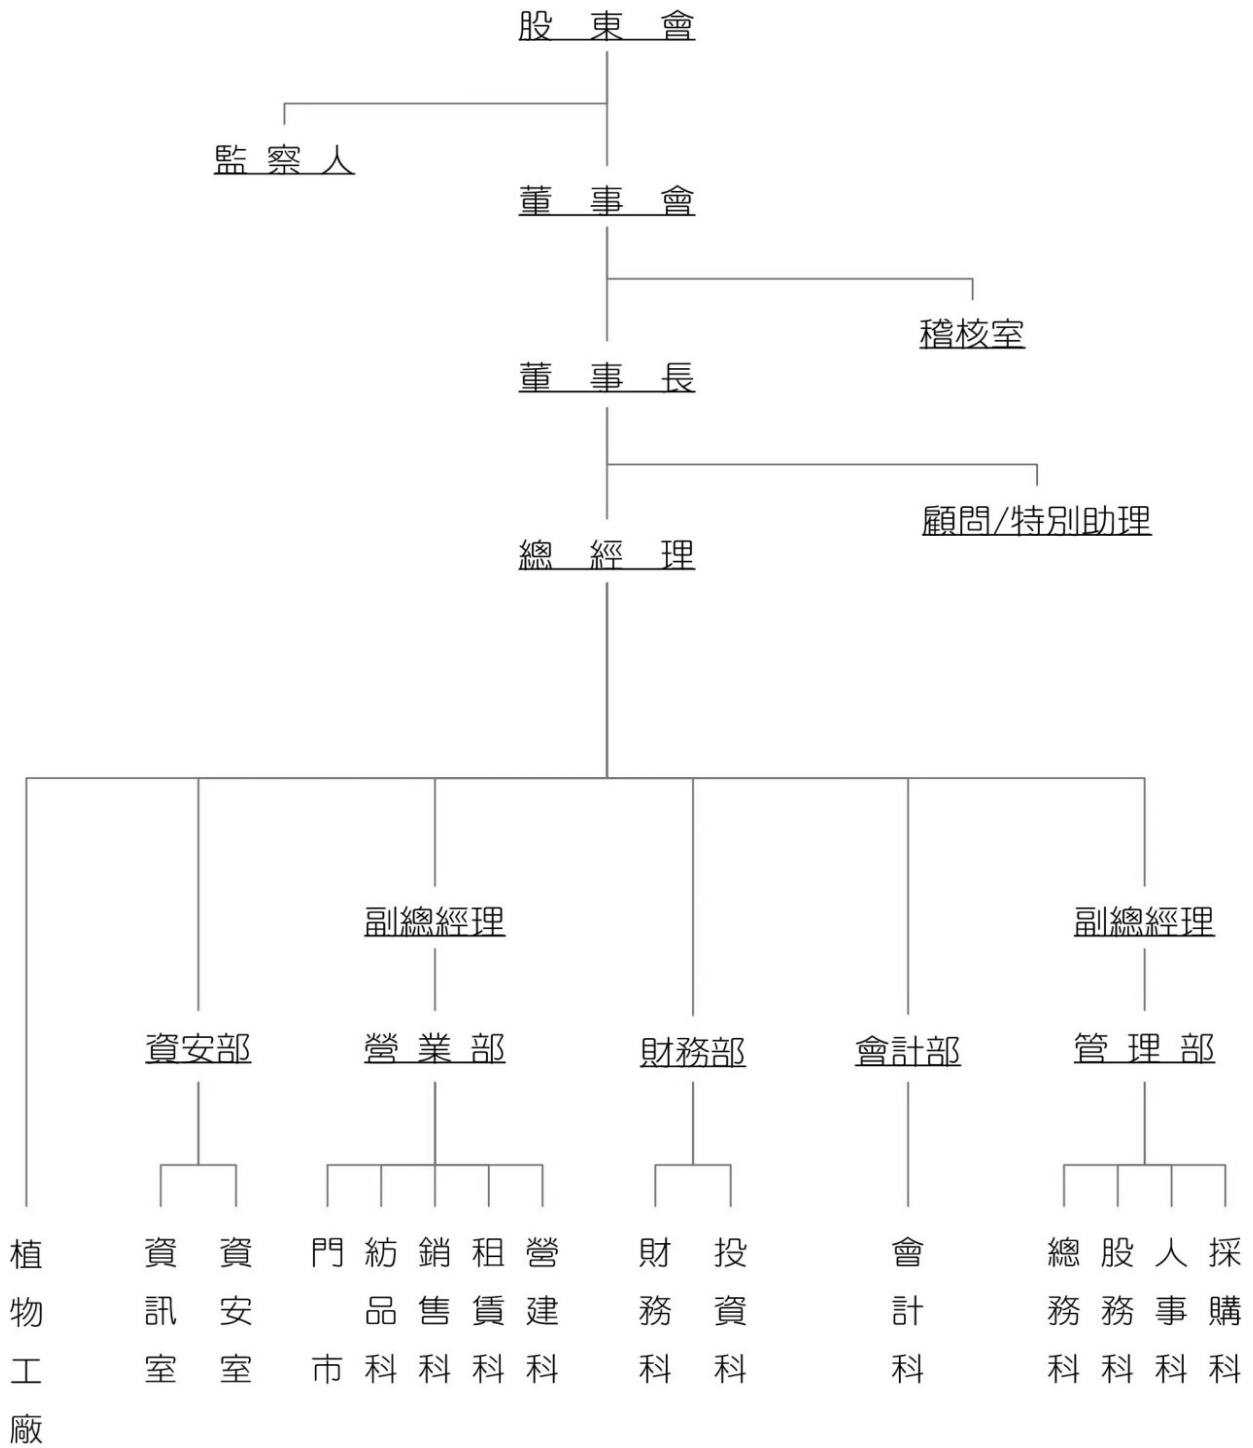 股東會
監察人
董事會
稽核室
董事長
顧問/特別助理
總經理
副總經理
副總經理
資安部
營業部
財務部
會計部
管理部
植物工廠
資訊室
資安室
門市
紡品科
銷售科
租賃科
營建科
財務科
投資科
會計科
總務科
股務科
人事科
採購科